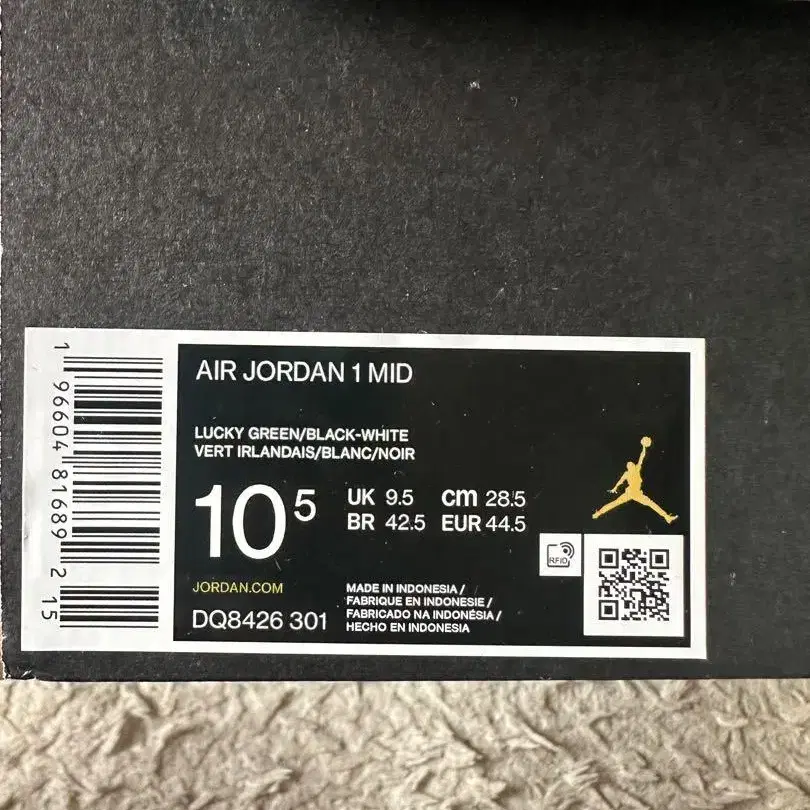 1 96604 81689 2 15
AIR JORDAN 1 MID
LUCKY GREEN/BLACK-WHITE
VERT IRLANDAIS/BLANC/NOIR
10 5
UK 9.5 cm 28.5
BR 42.5 EUR 44.5
RFID
JORDAN.COM
DQ8426 301
MADE IN INDONESIA /
FABRIQUE EN INDONESIE /
FABRICADO NA INDONÉSIA /
HECHO EN INDONESIA